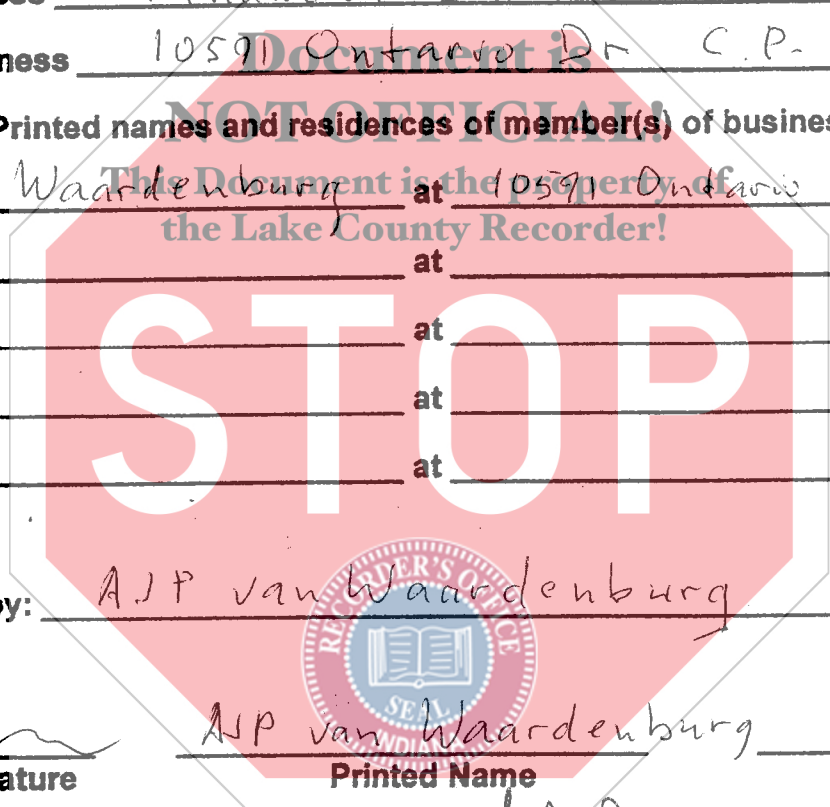 ness 10591 Ontario Dr C.P.
Document is
NOT OFFICIAL!
Printed names and residences of member(s) of busines
Waardenburg at 10591 Ontario
This Document is the property of
the Lake County Recorder!
at
at
at
at
STOP
by: AJP van Waardenburg
RECORDER'S OFFICE
SEAL
INDIANA
AJP van Waardenburg
ature Printed Name